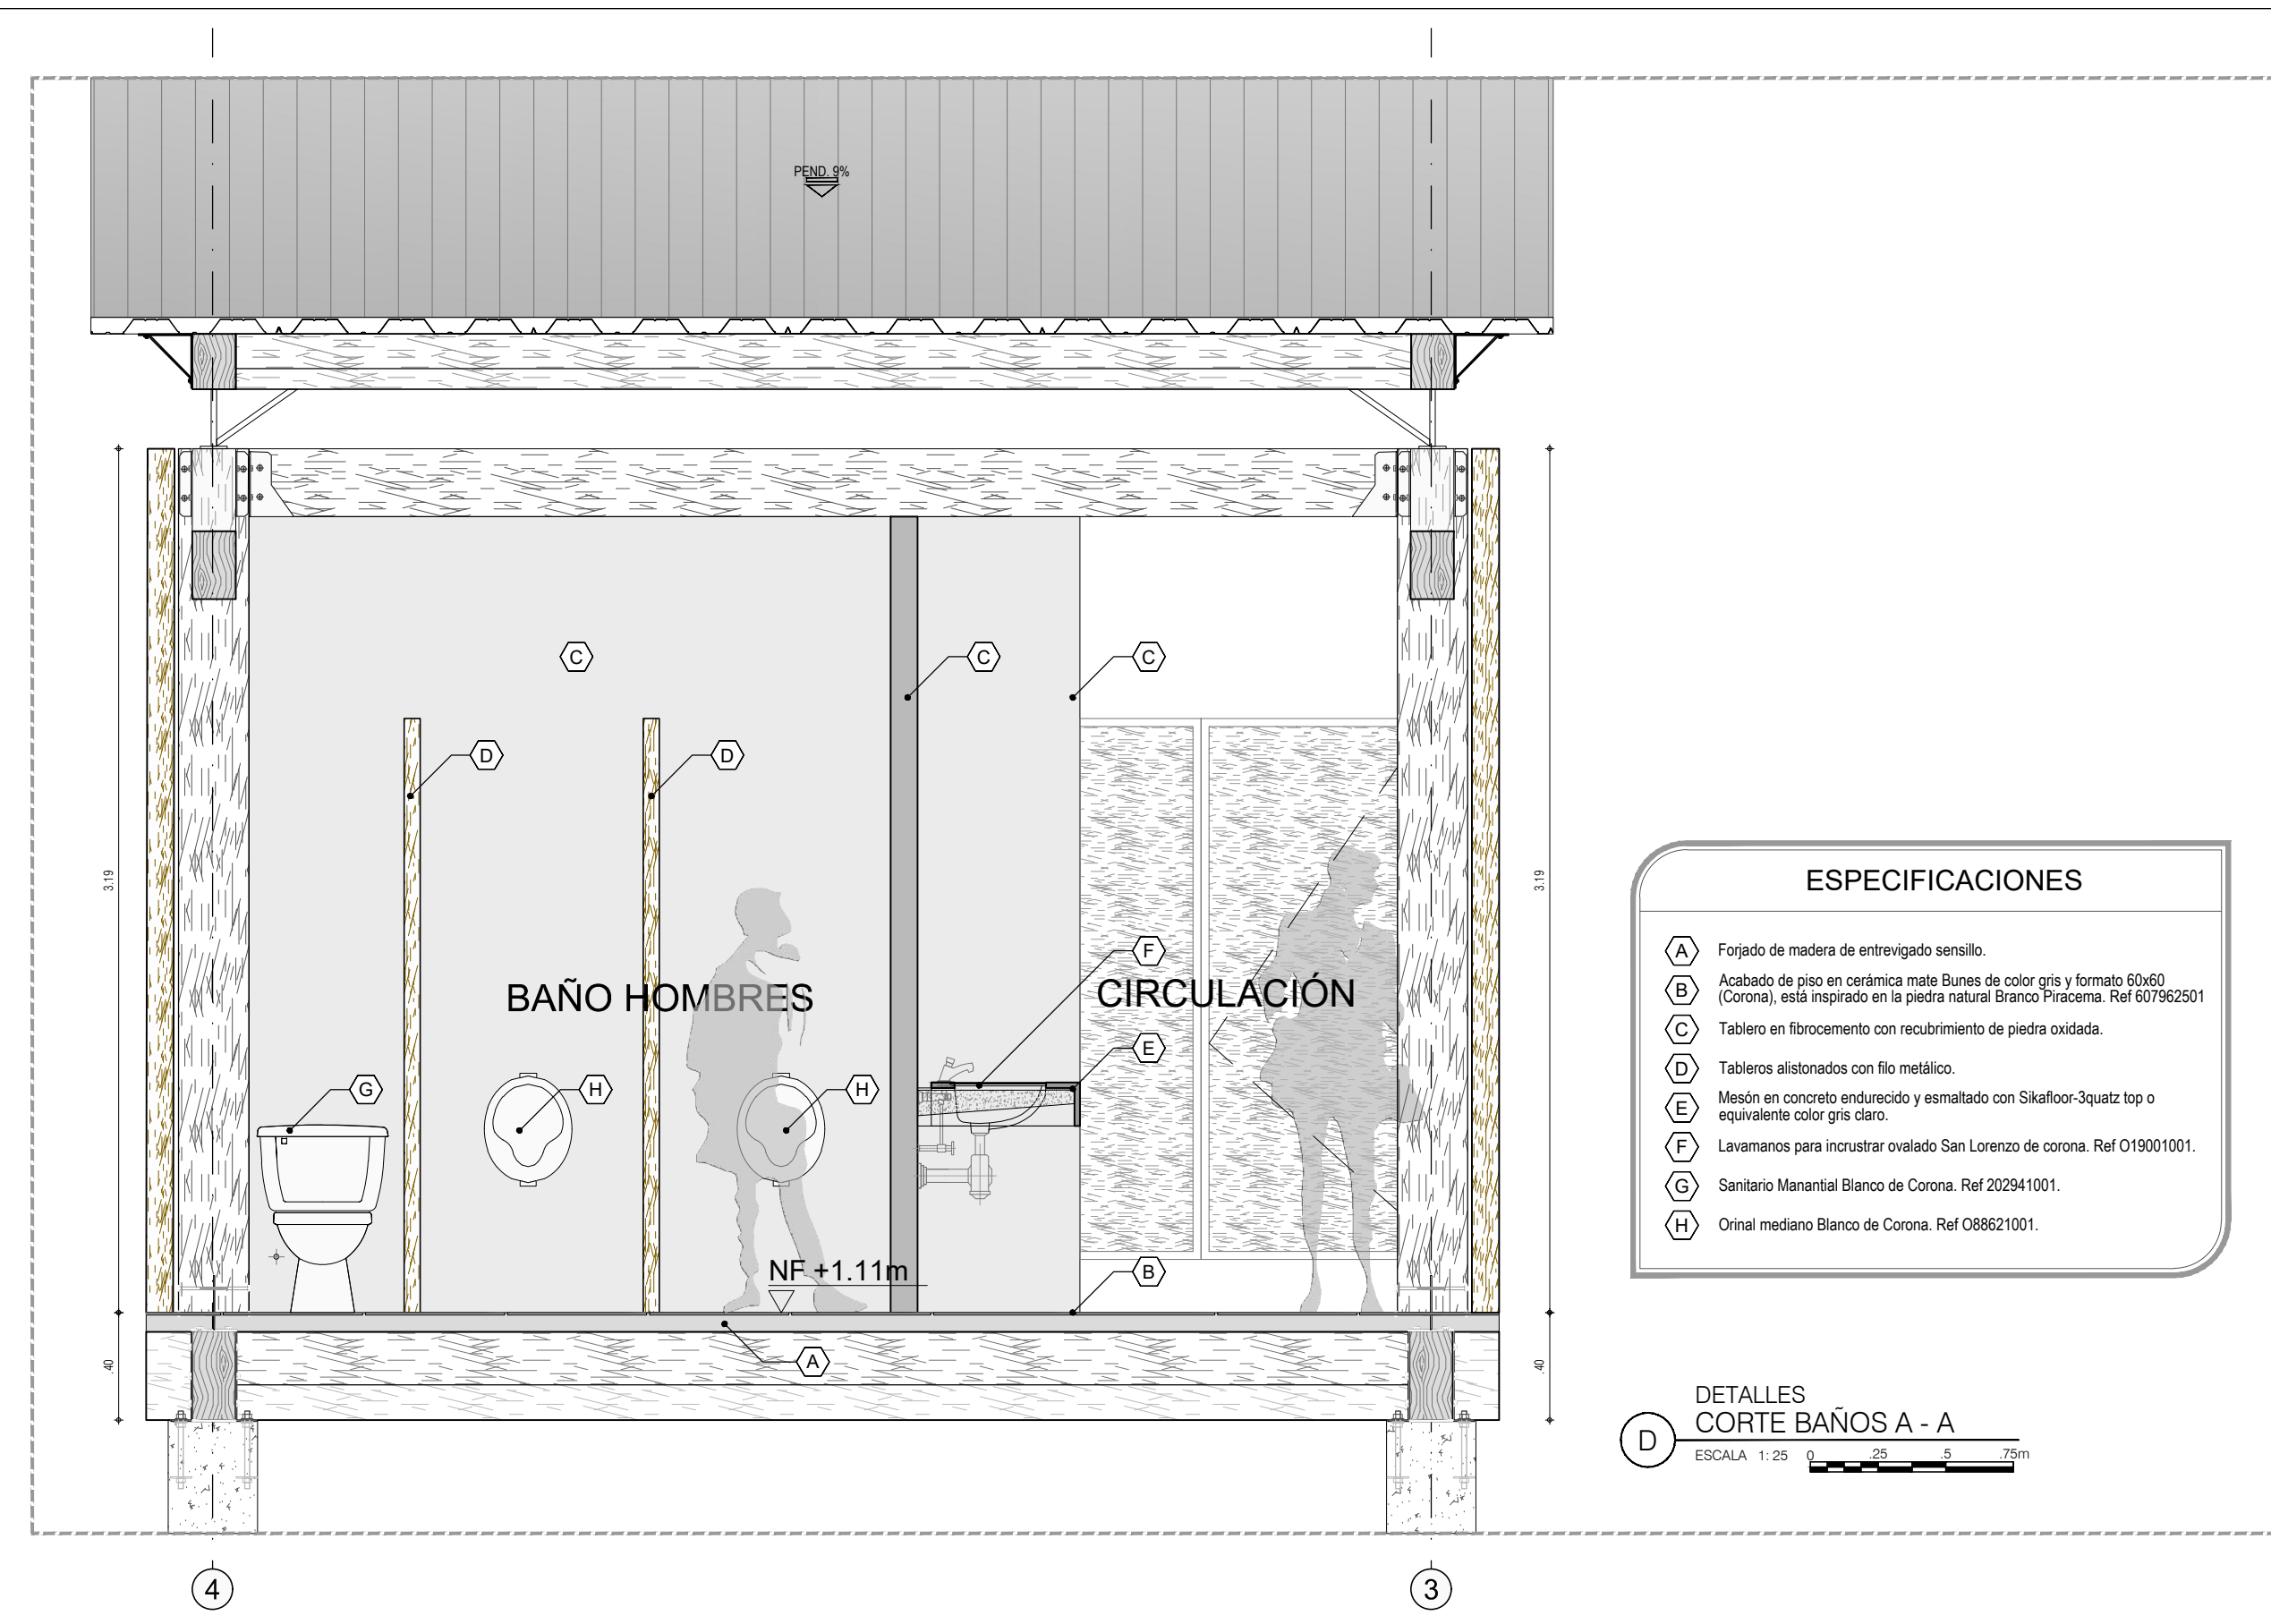 PEND. 9%
C
C
C
D
D
3.19
3.19
F
BAÑO HOMBRES
CIRCULACIÓN
E
G
H
H
NF +1.11m
B
A
.40
.40
4
3
ESPECIFICACIONES
A Forjado de madera de entrevigado sensillo.
B Acabado de piso en cerámica mate Bunes de color gris y formato 60x60
(Corona), está inspirado en la piedra natural Branco Piracema. Ref 607962501
C Tablero en fibrocemento con recubrimiento de piedra oxidada.
D Tableros alistonados con filo metálico.
E Mesón en concreto endurecido y esmaltado con Sikafloor-3quatz top o
equivalente color gris claro.
F Lavamanos para incrustrar ovalado San Lorenzo de corona. Ref O19001001.
G Sanitario Manantial Blanco de Corona. Ref 202941001.
H Orinal mediano Blanco de Corona. Ref O88621001.
DETALLES
D CORTE BAÑOS A - A
ESCALA 1: 25 0 .25 .5 .75m